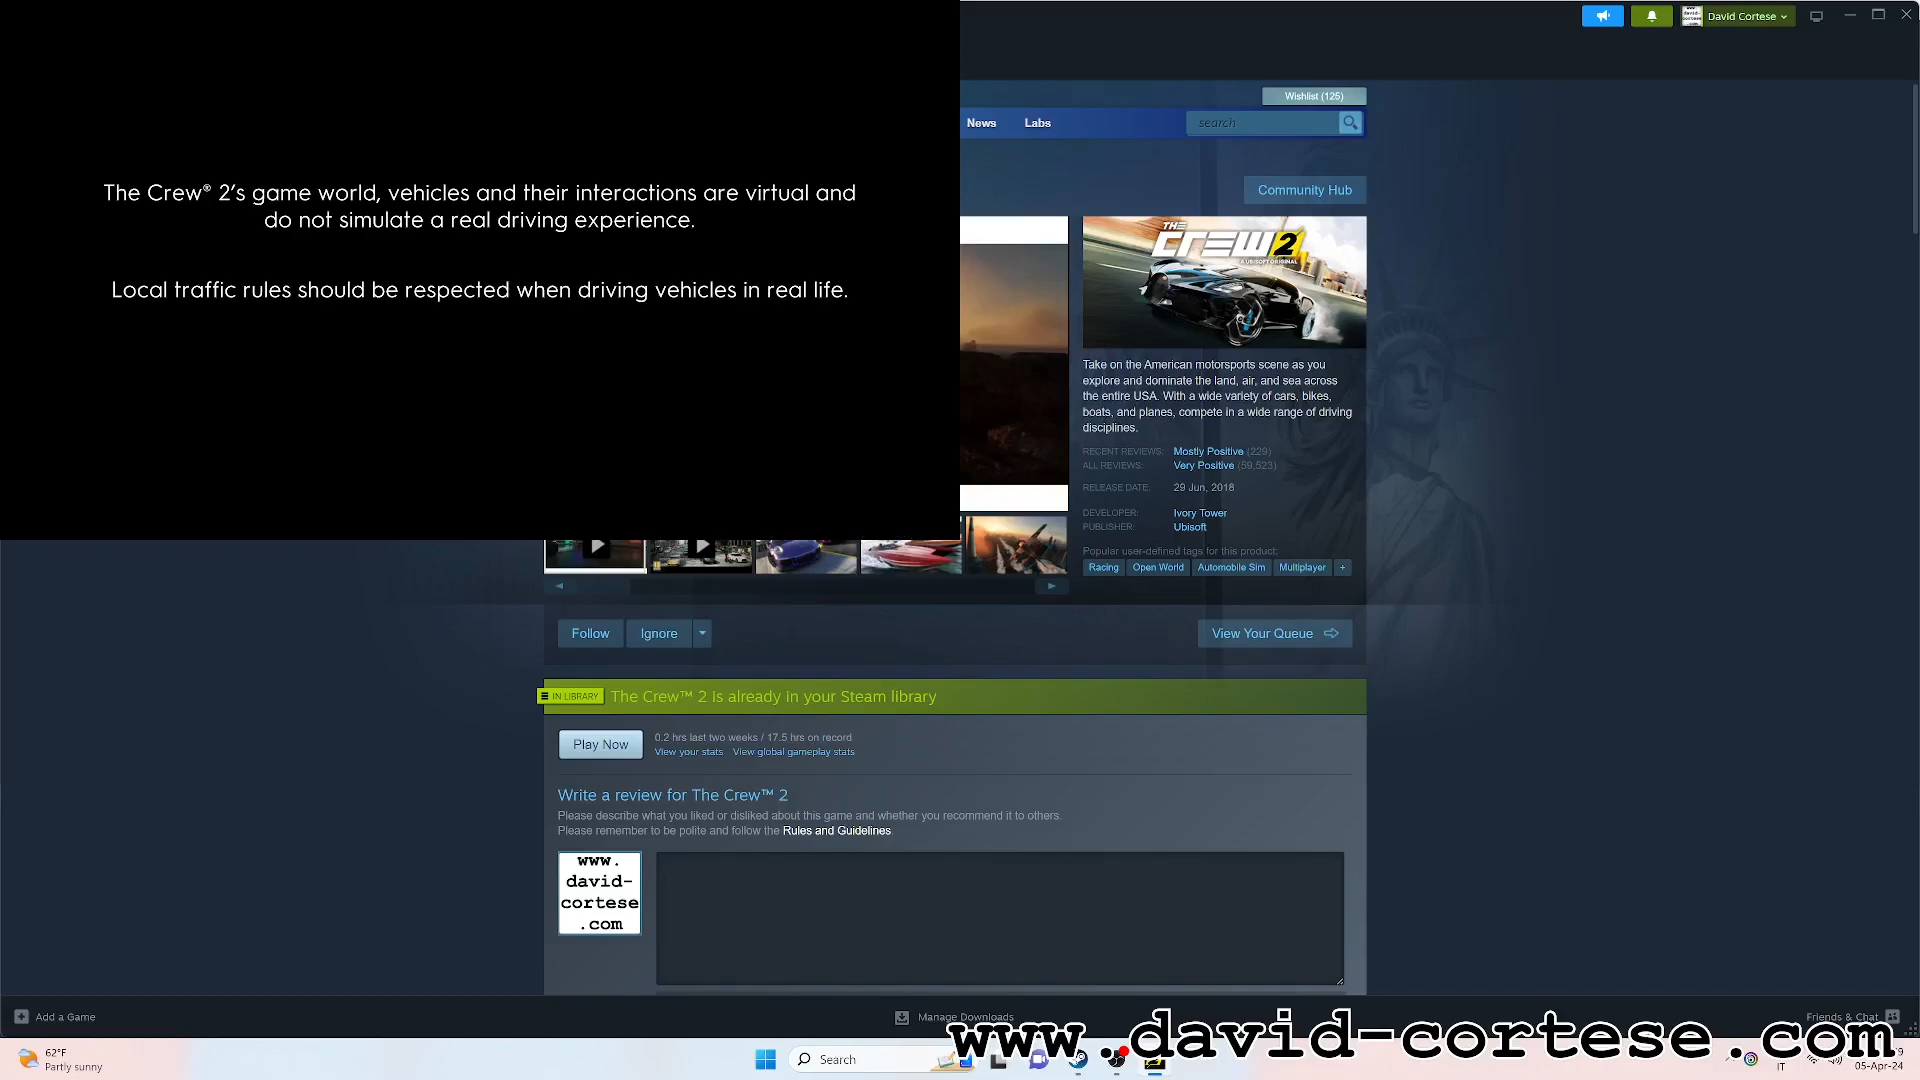 David Cortese
Wishlist (125)
News
Labs
search
Community Hub
The Crew® 2's game world, vehicles and their interactions are virtual and
do not simulate a real driving experience.
Local traffic rules should be respected when driving vehicles in real life.
THE
CREW 2
A UBISOFT ORIGINAL
Take on the American motorsports scene as you
explore and dominate the land, air, and sea across
the entire USA. With a wide variety of cars, bikes,
boats, and planes, compete in a wide range of driving
disciplines.
RECENT REVIEWS: Mostly Positive (229)
ALL REVIEWS: Very Positive (59,523)
RELEASE DATE: 29 Jun, 2018
DEVELOPER: Ivory Tower
PUBLISHER: Ubisoft
Popular user-defined tags for this product:
Racing Open World Automobile Sim Multiplayer +
Follow Ignore
View Your Queue
IN LIBRARY The Crew™ 2 is already in your Steam library
Play Now
0.2 hrs last two weeks / 17.5 hrs on record
View your stats View global gameplay stats
Write a review for The Crew™ 2
Please describe what you liked or disliked about this game and whether you recommend it to others.
Please remember to be polite and follow the Rules and Guidelines.
www.
david-
cortese
.com
Add a Game
Manage Downloads
Friends & Chat
www.david-cortese.com
62°F
Partly sunny
Search
IT
05-Apr-24